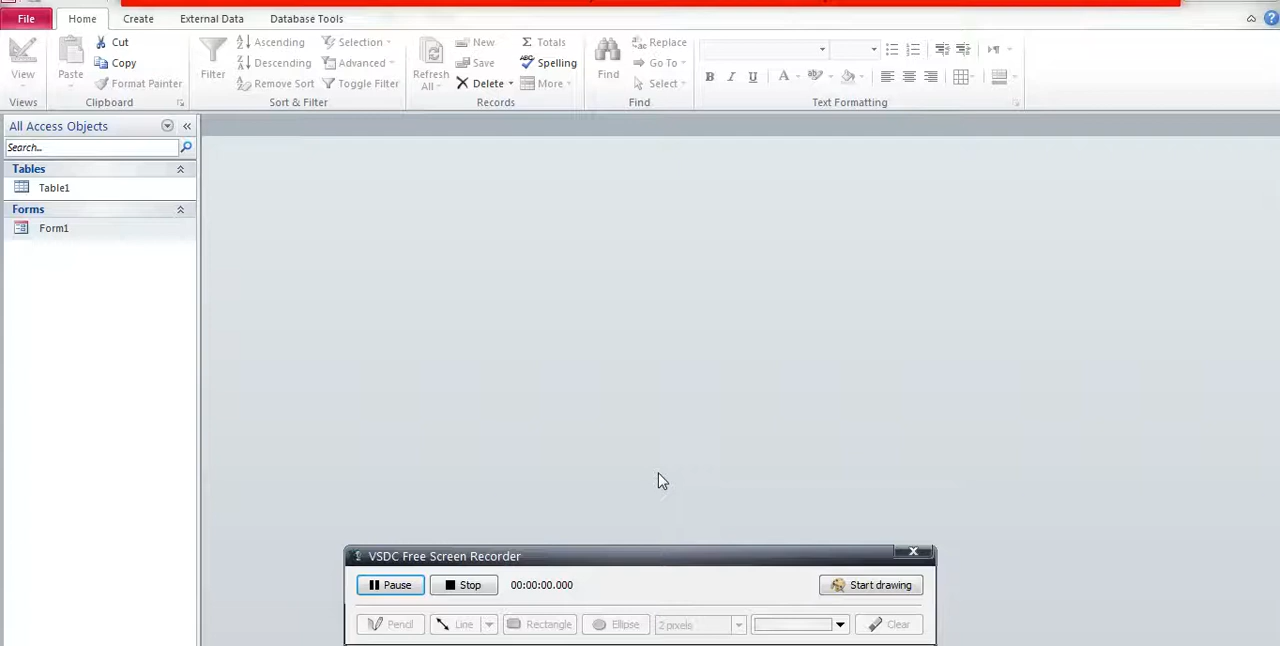 File Home Create External Data Database Tools
View Paste Cut Copy Format Painter Filter Ascending Descending Remove Sort Selection Advanced Toggle Filter Refresh All New Save Delete Totals Spelling More Find Replace Go To Select B I U A
Views Clipboard Sort & Filter Records Find Text Formatting
All Access Objects
Search...
Tables
Table1
Forms
Form1
VSDC Free Screen Recorder
Pause Stop 00:00:00.000 Start drawing
Pencil Line Rectangle Ellipse 2 pixels Clear